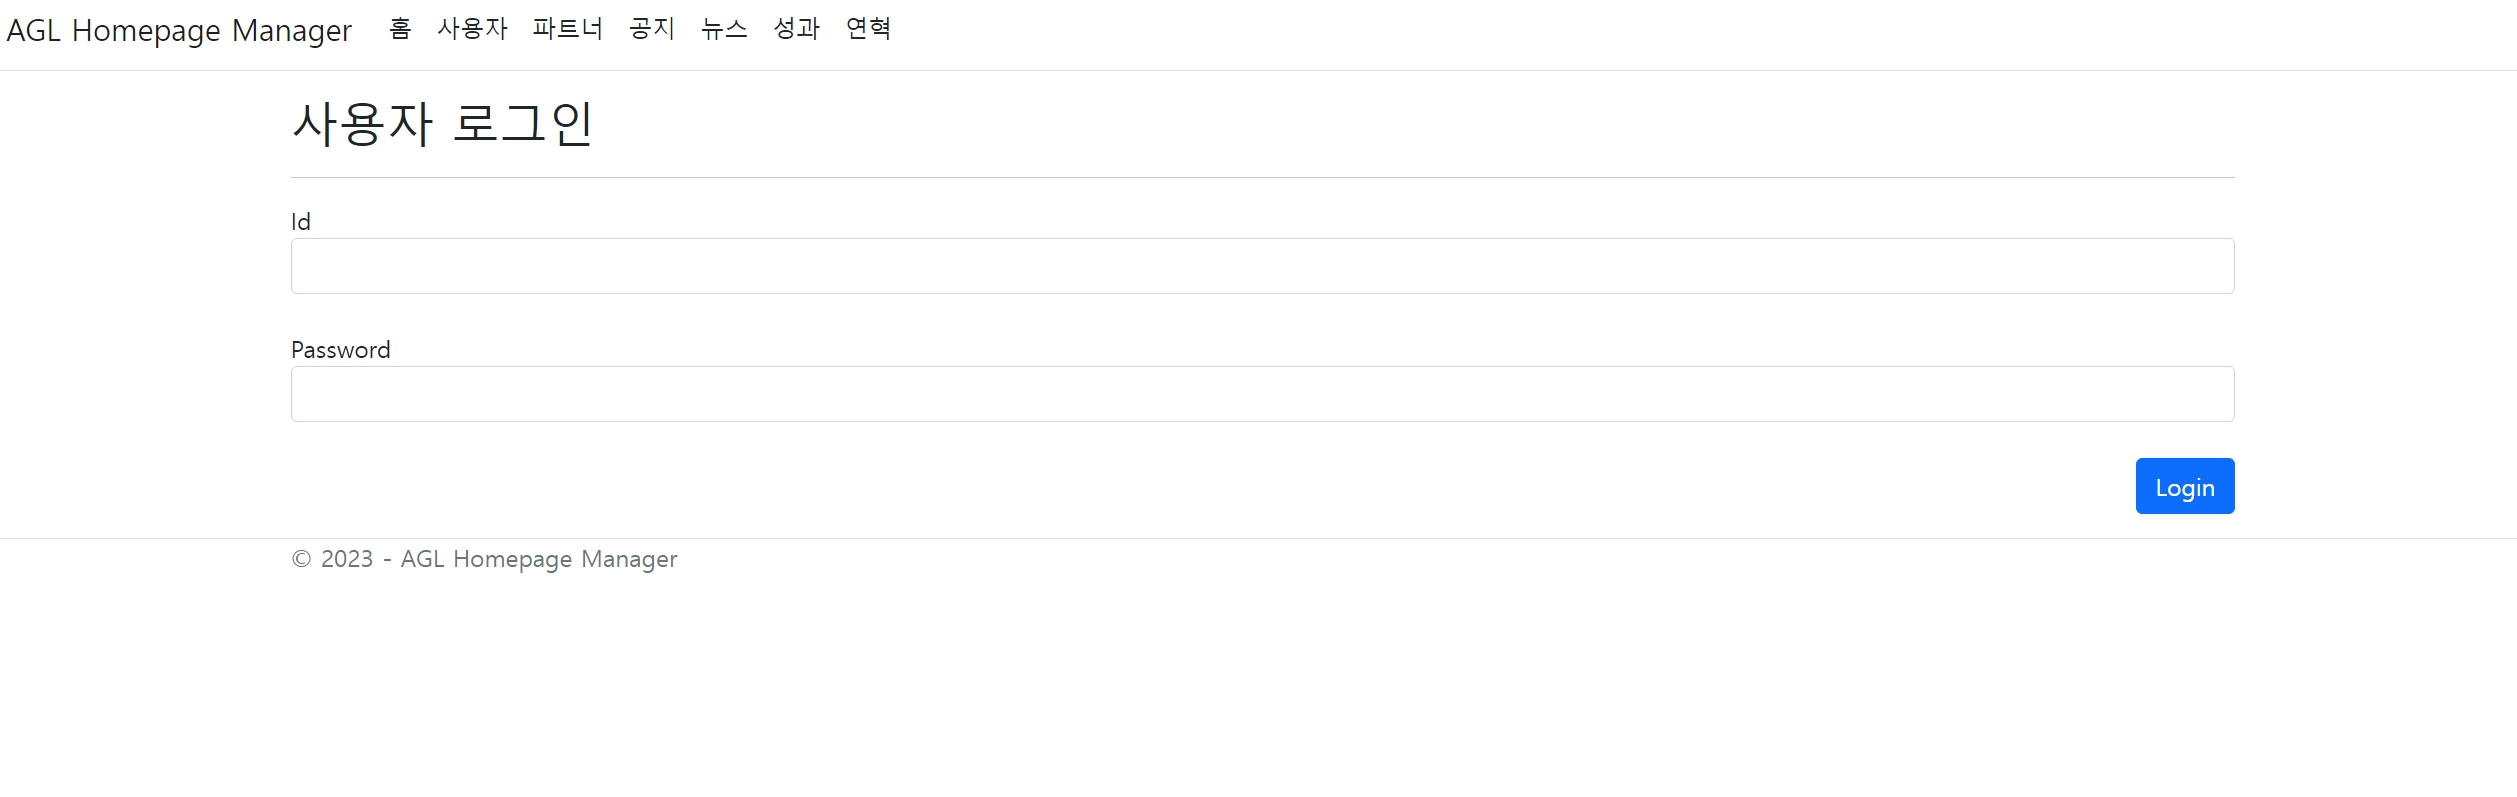 AGL Homepage Manager 홈 사용자 파트너 공지 뉴스 성과 연혁
사용자 로그인
Id
Password
Login
© 2023 - AGL Homepage Manager